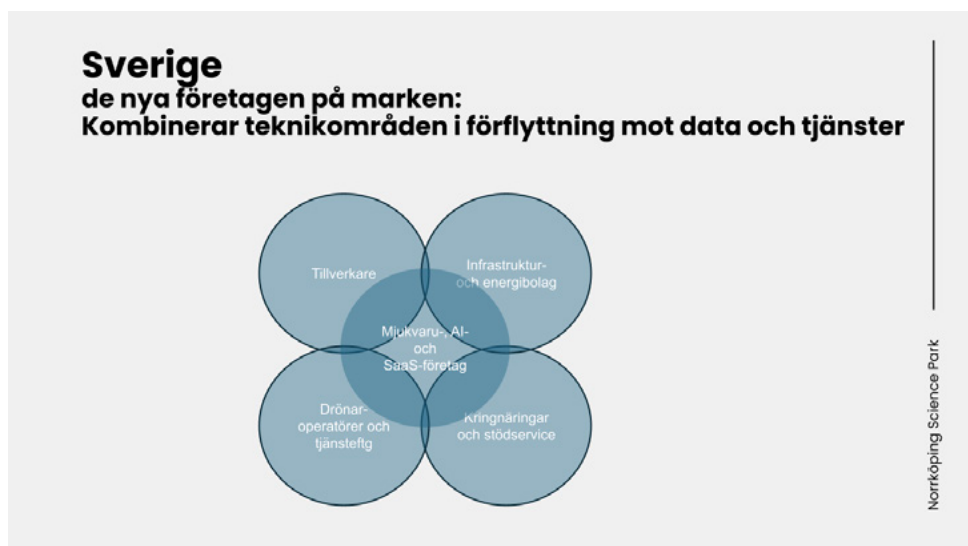 Sverige
de nya företagen på marken:
Kombinerar teknikområden i förflyttning mot data och tjänster
Tillverkare
Infrastruktur-
och energibolag
Mjukvaru-, AI-
och
SaaS-företag
Drönar-
operatörer och
tjänsteftg
Kringnäringar
och stödservice
Norrköping Science Park